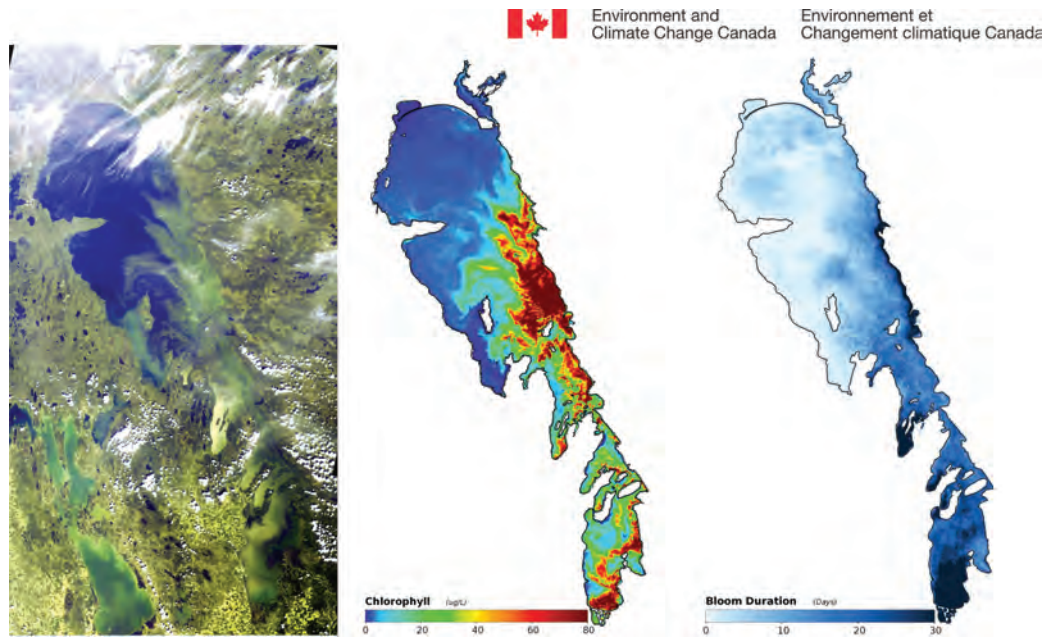 Environment and
Climate Change Canada
Environnement et
Changement climatique Canada
Chlorophyll (ug/L)
0 20 40 60 80
Bloom Duration (Days)
0 10 20 30